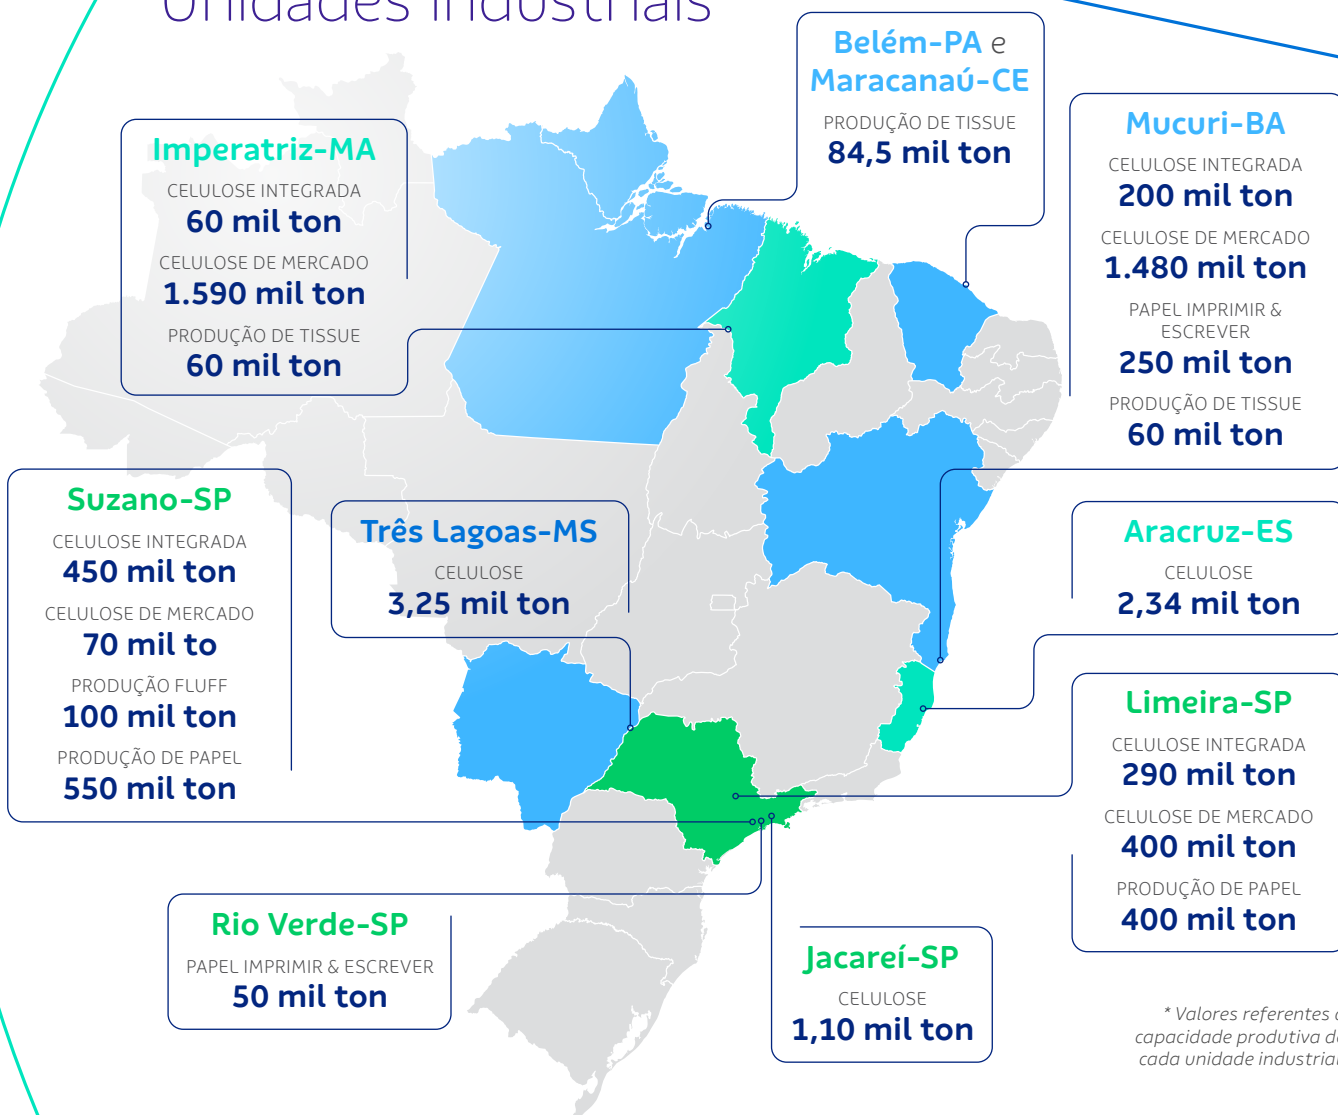 Unidades Industriais
Belém-PA e
Maracanaú-CE
PRODUÇÃO DE TISSUE
84,5 mil ton
Imperatriz-MA
CELULOSE INTEGRADA
60 mil ton
CELULOSE DE MERCADO
1.590 mil ton
PRODUÇÃO DE TISSUE
60 mil ton
Mucuri-BA
CELULOSE INTEGRADA
200 mil ton
CELULOSE DE MERCADO
1.480 mil ton
PAPEL IMPRIMIR &
ESCREVER
250 mil ton
PRODUÇÃO DE TISSUE
60 mil ton
Suzano-SP
CELULOSE INTEGRADA
450 mil ton
CELULOSE DE MERCADO
70 mil to
PRODUÇÃO FLUFF
100 mil ton
PRODUÇÃO DE PAPEL
550 mil ton
Três Lagoas-MS
CELULOSE
3,25 mil ton
Aracruz-ES
CELULOSE
2,34 mil ton
Limeira-SP
CELULOSE INTEGRADA
290 mil ton
CELULOSE DE MERCADO
400 mil ton
PRODUÇÃO DE PAPEL
400 mil ton
Rio Verde-SP
PAPEL IMPRIMIR & ESCREVER
50 mil ton
Jacareí-SP
CELULOSE
1,10 mil ton
* Valores referentes
capacidade produtiva
cada unidade industrial